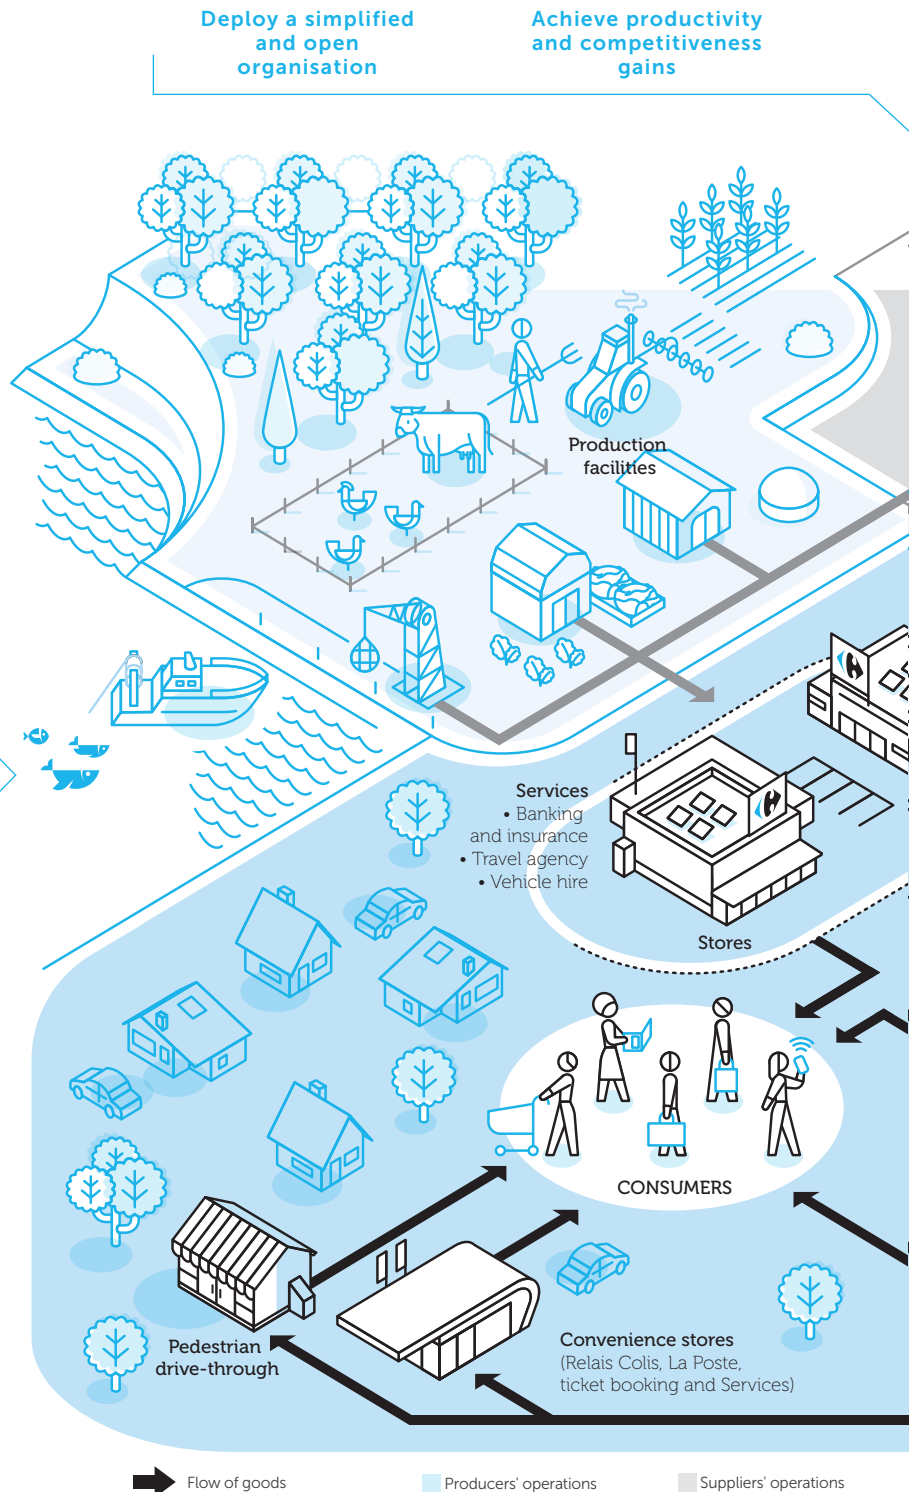 Deploy a simplified
and open
organisation
Achieve productivity
and competitiveness
gains
Production
facilities
Services
• Banking
and insurance
• Travel agency
• Vehicle hire
Stores
CONSUMERS
Pedestrian
drive-through
Convenience stores
(Relais Colis, La Poste,
ticket booking and Services)
Flow of goods
Producers' operations
Suppliers' operations